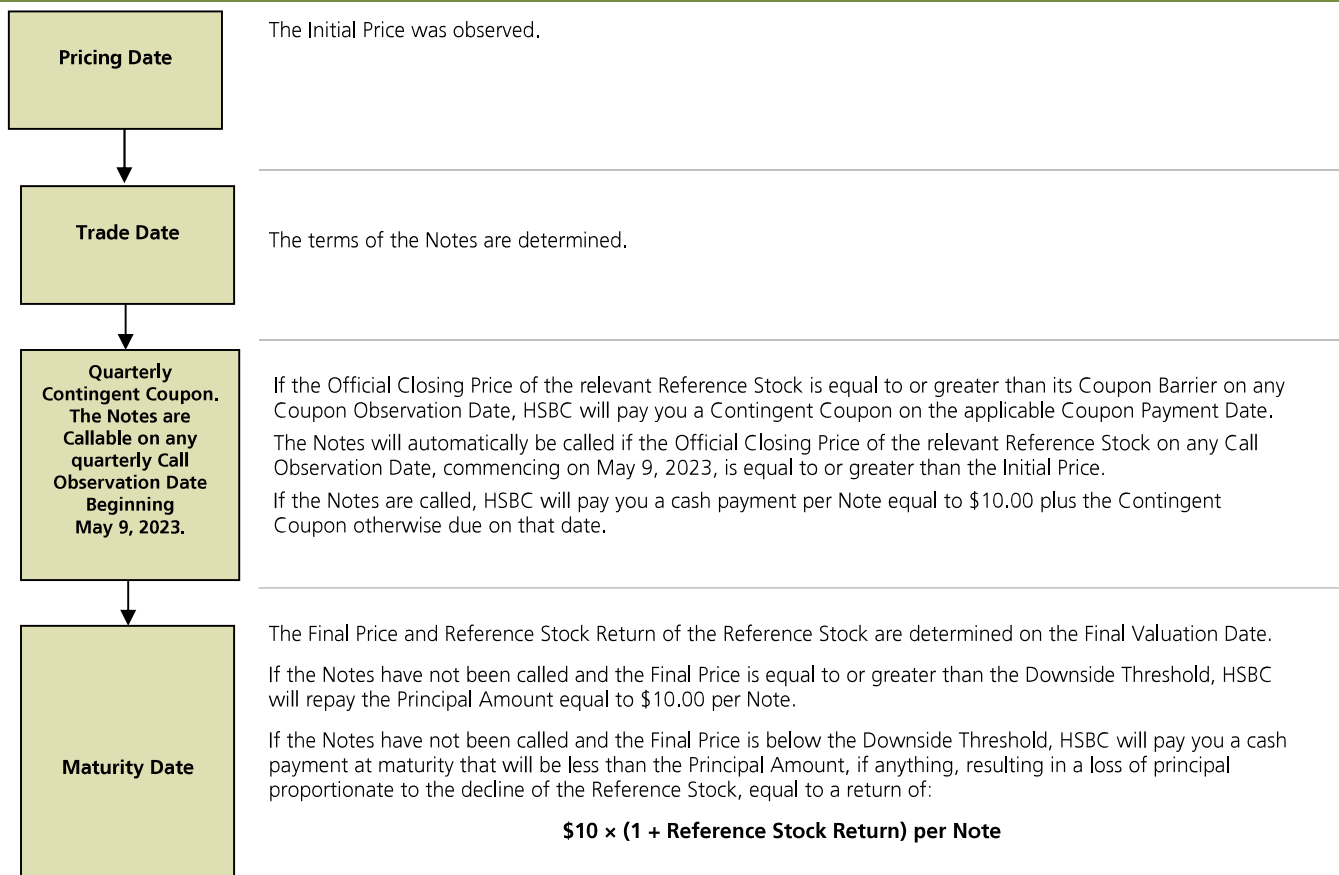 Pricing Date
The Initial Price was observed.
Trade Date
The terms of the Notes are determined.
Quarterly
Contingent Coupon.
The Notes are
Callable on any
quarterly Call
Observation Date
Beginning
May 9, 2023.
If the Official Closing Price of the relevant Reference Stock is equal to or greater than its Coupon Barrier on any
Coupon Observation Date, HSBC will pay you a Contingent Coupon on the applicable Coupon Payment Date.
The Notes will automatically be called if the Official Closing Price of the relevant Reference Stock on any Call
Observation Date, commencing on May 9, 2023, is equal to or greater than the Initial Price.
If the Notes are called, HSBC will pay you a cash payment per Note equal to $10.00 plus the Contingent
Coupon otherwise due on that date.
Maturity Date
The Final Price and Reference Stock Return of the Reference Stock are determined on the Final Valuation Date.
If the Notes have not been called and the Final Price is equal to or greater than the Downside Threshold, HSBC
will repay the Principal Amount equal to $10.00 per Note.
If the Notes have not been called and the Final Price is below the Downside Threshold, HSBC will pay you a cash
payment at maturity that will be less than the Principal Amount, if anything, resulting in a loss of principal
proportionate to the decline of the Reference Stock, equal to a return of:
$10 × (1 + Reference Stock Return) per Note